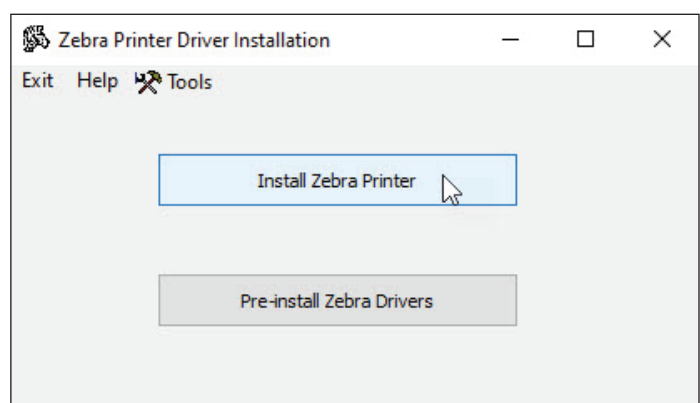 Zebra Printer Driver Installation
Exit Help Tools
Install Zebra Printer
Pre-install Zebra Drivers